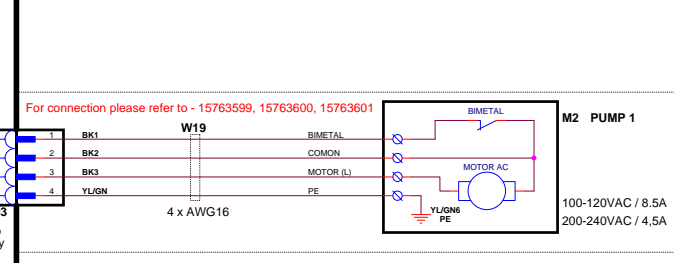 For connection please refer to - 15763599, 15763600, 15763601
W19
1 BK1 BIMETAL
2 BK2 COMON
3 BK3 MOTOR (L)
4 YL/GN PE
4 x AWG16
BIMETAL
MOTOR AC
YL/GN6
PE
M2 PUMP 1
100-120VAC / 8.5A
200-240VAC / 4,5A
3
y